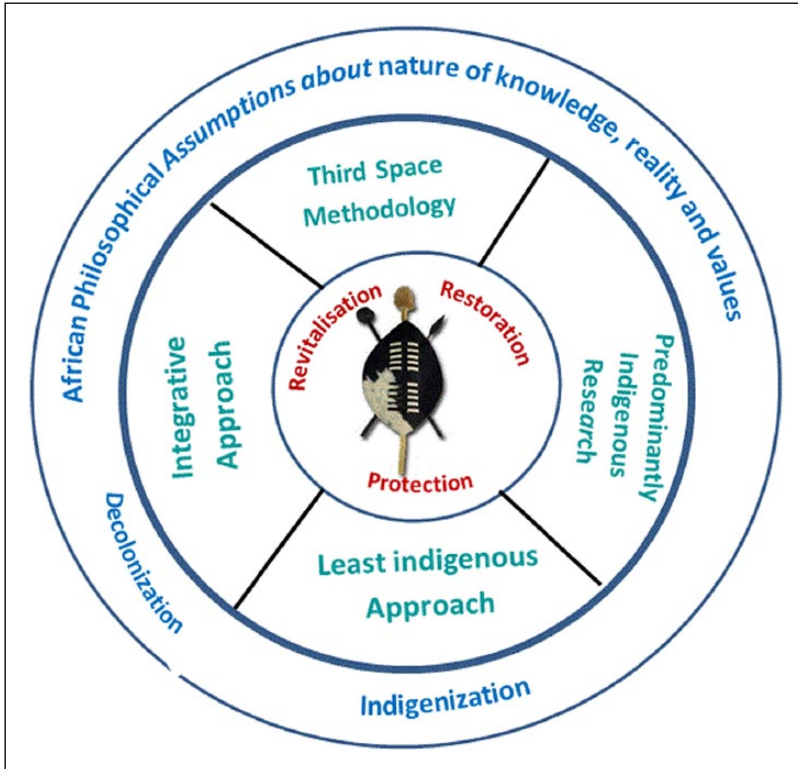 African Philosophical Assumptions about nature of knowledge, reality and values
Third Space
Methodology
Predominantly
Indigenous
Research
Least indigenous
Approach
Integrative
Approach
Revitalisation
Restoration
Protection
Decolonization
Indigenization